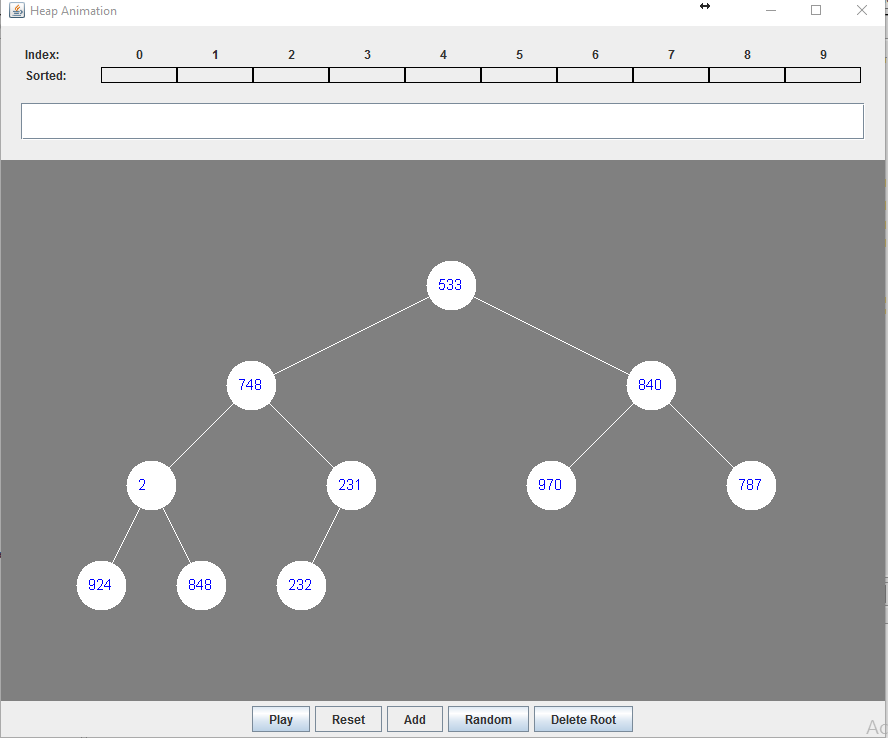 Heap Animation
Index: 0 1 2 3 4 5 6 7 8 9
Sorted:
533
748 840
2 231 970 787
924 848 232
Play Reset Add Random Delete Root